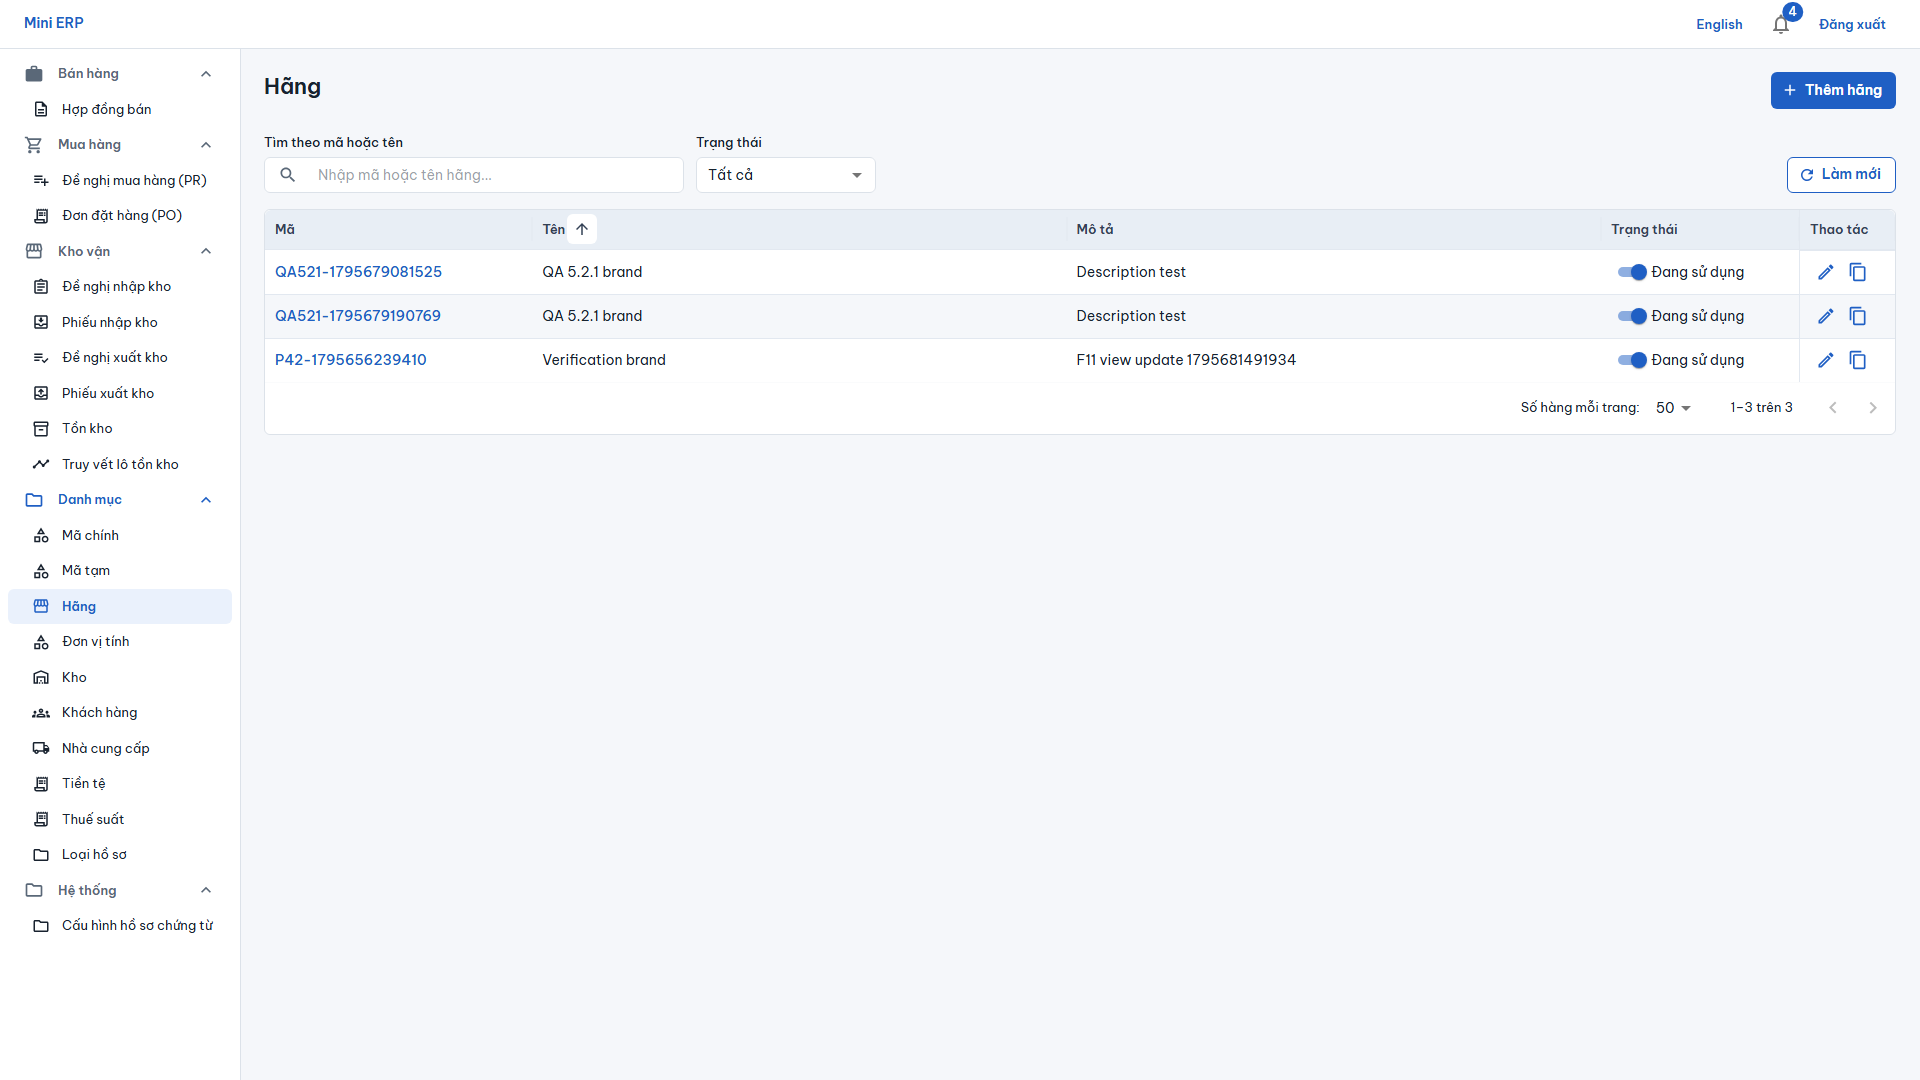 Mini ERP
English
4
Đăng xuất
Bán hàng
Hợp đồng bán
Mua hàng
Đề nghị mua hàng (PR)
Đơn đặt hàng (PO)
Kho vận
Đề nghị nhập kho
Phiếu nhập kho
Đề nghị xuất kho
Phiếu xuất kho
Tồn kho
Truy vết lô tồn kho
Danh mục
Mã chính
Mã tạm
Hãng
Đơn vị tính
Kho
Khách hàng
Nhà cung cấp
Tiền tệ
Thuế suất
Loại hồ sơ
Hệ thống
Cấu hình hồ sơ chứng từ
Hãng
Thêm hãng
Tìm theo mã hoặc tên
Trạng thái
Nhập mã hoặc tên hãng...
Tất cả
Làm mới
Mã Tên Mô tả Trạng thái Thao tác
QA521-1795679081525 QA 5.2.1 brand Description test Đang sử dụng
QA521-1795679190769 QA 5.2.1 brand Description test Đang sử dụng
P42-1795656239410 Verification brand F11 view update 1795681491934 Đang sử dụng
Số hàng mỗi trang: 50 1–3 trên 3